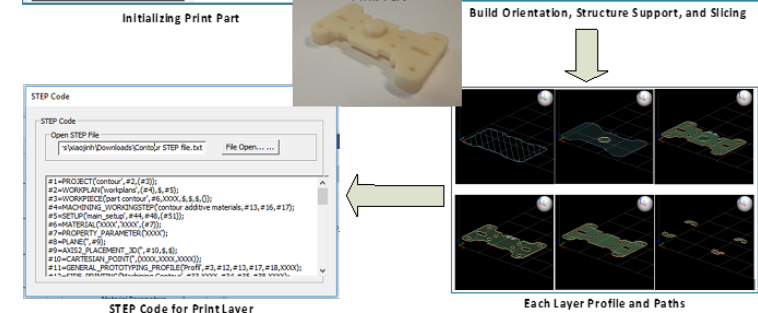 Initializing Print Part
Build Orientation, Structure Support, and Slicing
STEP Code
STEP Code
Open STEP File
's\xiaojinh\Downloads\Contour STEP file.txt
File Open... ...
#1=PROJECT('contour',#2,(#3));
#2=WORKPLAN('workplans',(#4),$,#5);
#3=WORKPIECE('part contour',#6,XXXX,$,$,$,());
#4=MACHINING_WORKINGSTEP('contour additive materials,#13,#16,#17);
#5=SETUP('main_setup',#44,#48,(#51));
#6=MATERIAL('XXXX','XXXX',(#7));
#7=PROPERTY_PARAMETER('XXXX');
#8=PLANE('',#9);
#9=AXIS2_PLACEMENT_3D('',#10,$,$);
#10=CARTESIAN_POINT('',(XXXX,XXXX,XXXX));
#11=GENERAL_PROTOTYPING_PROFILE('Profil',#3,#12,#13,#17,#18,XXXX);
STEP Code for Print Layer
Each Layer Profile and Paths